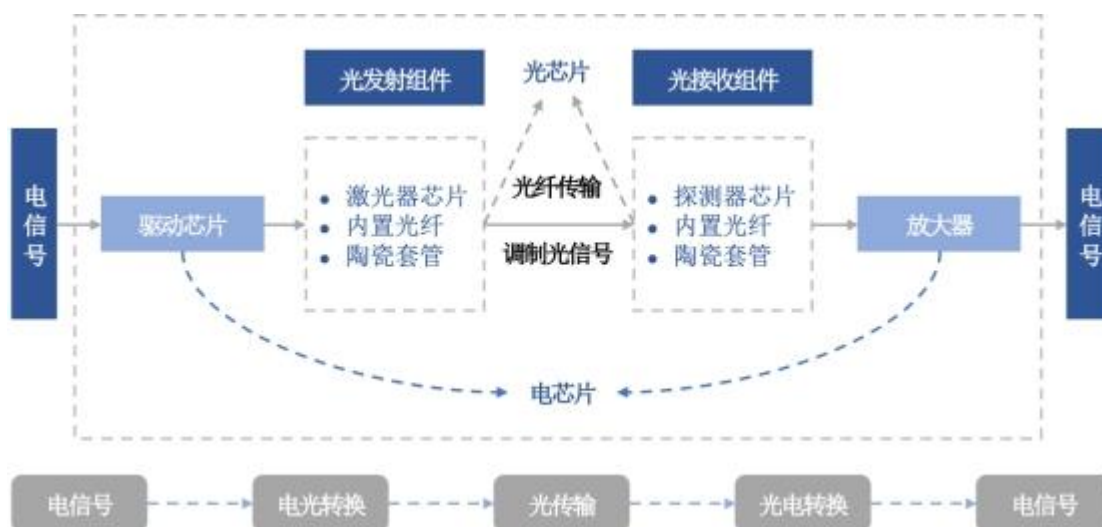 光发射组件
光芯片
光接收组件
电信号
驱动芯片
• 激光器芯片
• 内置光纤
• 陶瓷套管
光纤传输
调制光信号
• 探测器芯片
• 内置光纤
• 陶瓷套管
放大器
电信号
电芯片
电信号
电光转换
光传输
光电转换
电信号